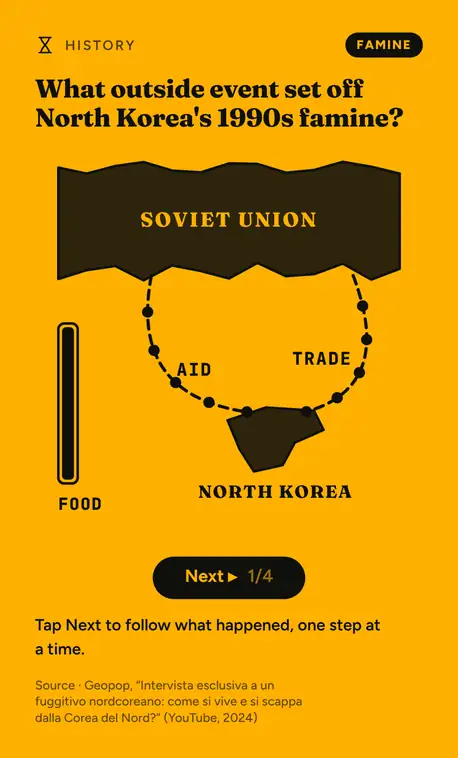 HISTORY
FAMINE
What outside event set off
North Korea's 1990s famine?
SOVIET UNION
AID
TRADE
FOOD
NORTH KOREA
Next ▸ 1/4
Tap Next to follow what happened, one step at
a time.
Source · Geopop, “Intervista esclusiva a un
fuggitivo nordcoreano: come si vive e si scappa
dalla Corea del Nord?” (YouTube, 2024)